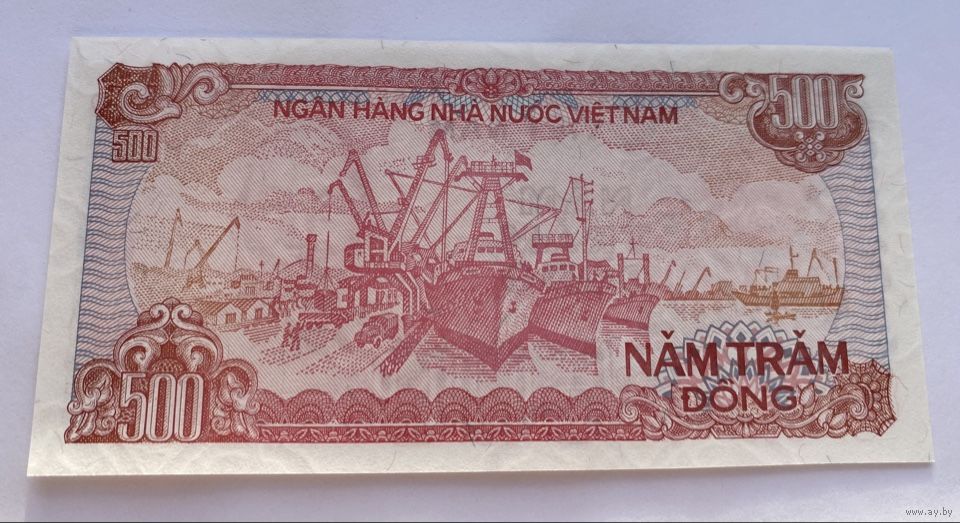 500
NGÂN HÀNG NHÀ NƯỚC VIỆT NAM
500
500
NĂM TRĂM
ĐỒNG
www.ay.by